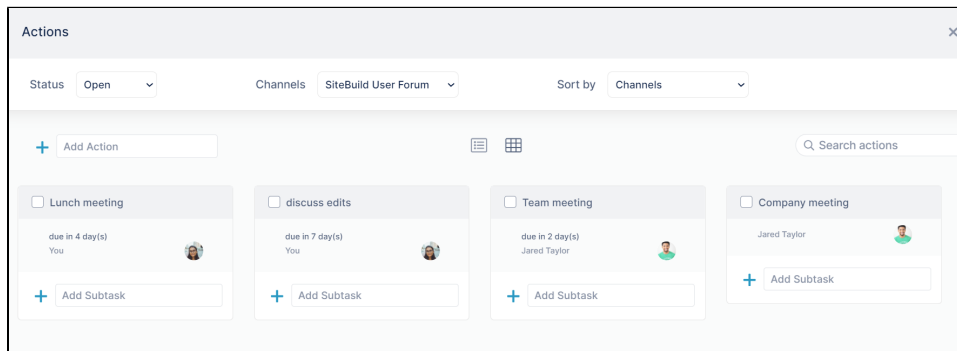 Actions
Status Open Channels SiteBuild User Forum Sort by Channels
Add Action Search actions
Lunch meeting
due in 4 day(s)
You
Add Subtask
discuss edits
due in 7 day(s)
You
Add Subtask
Team meeting
due in 2 day(s)
Jared Taylor
Add Subtask
Company meeting
Jared Taylor
Add Subtask